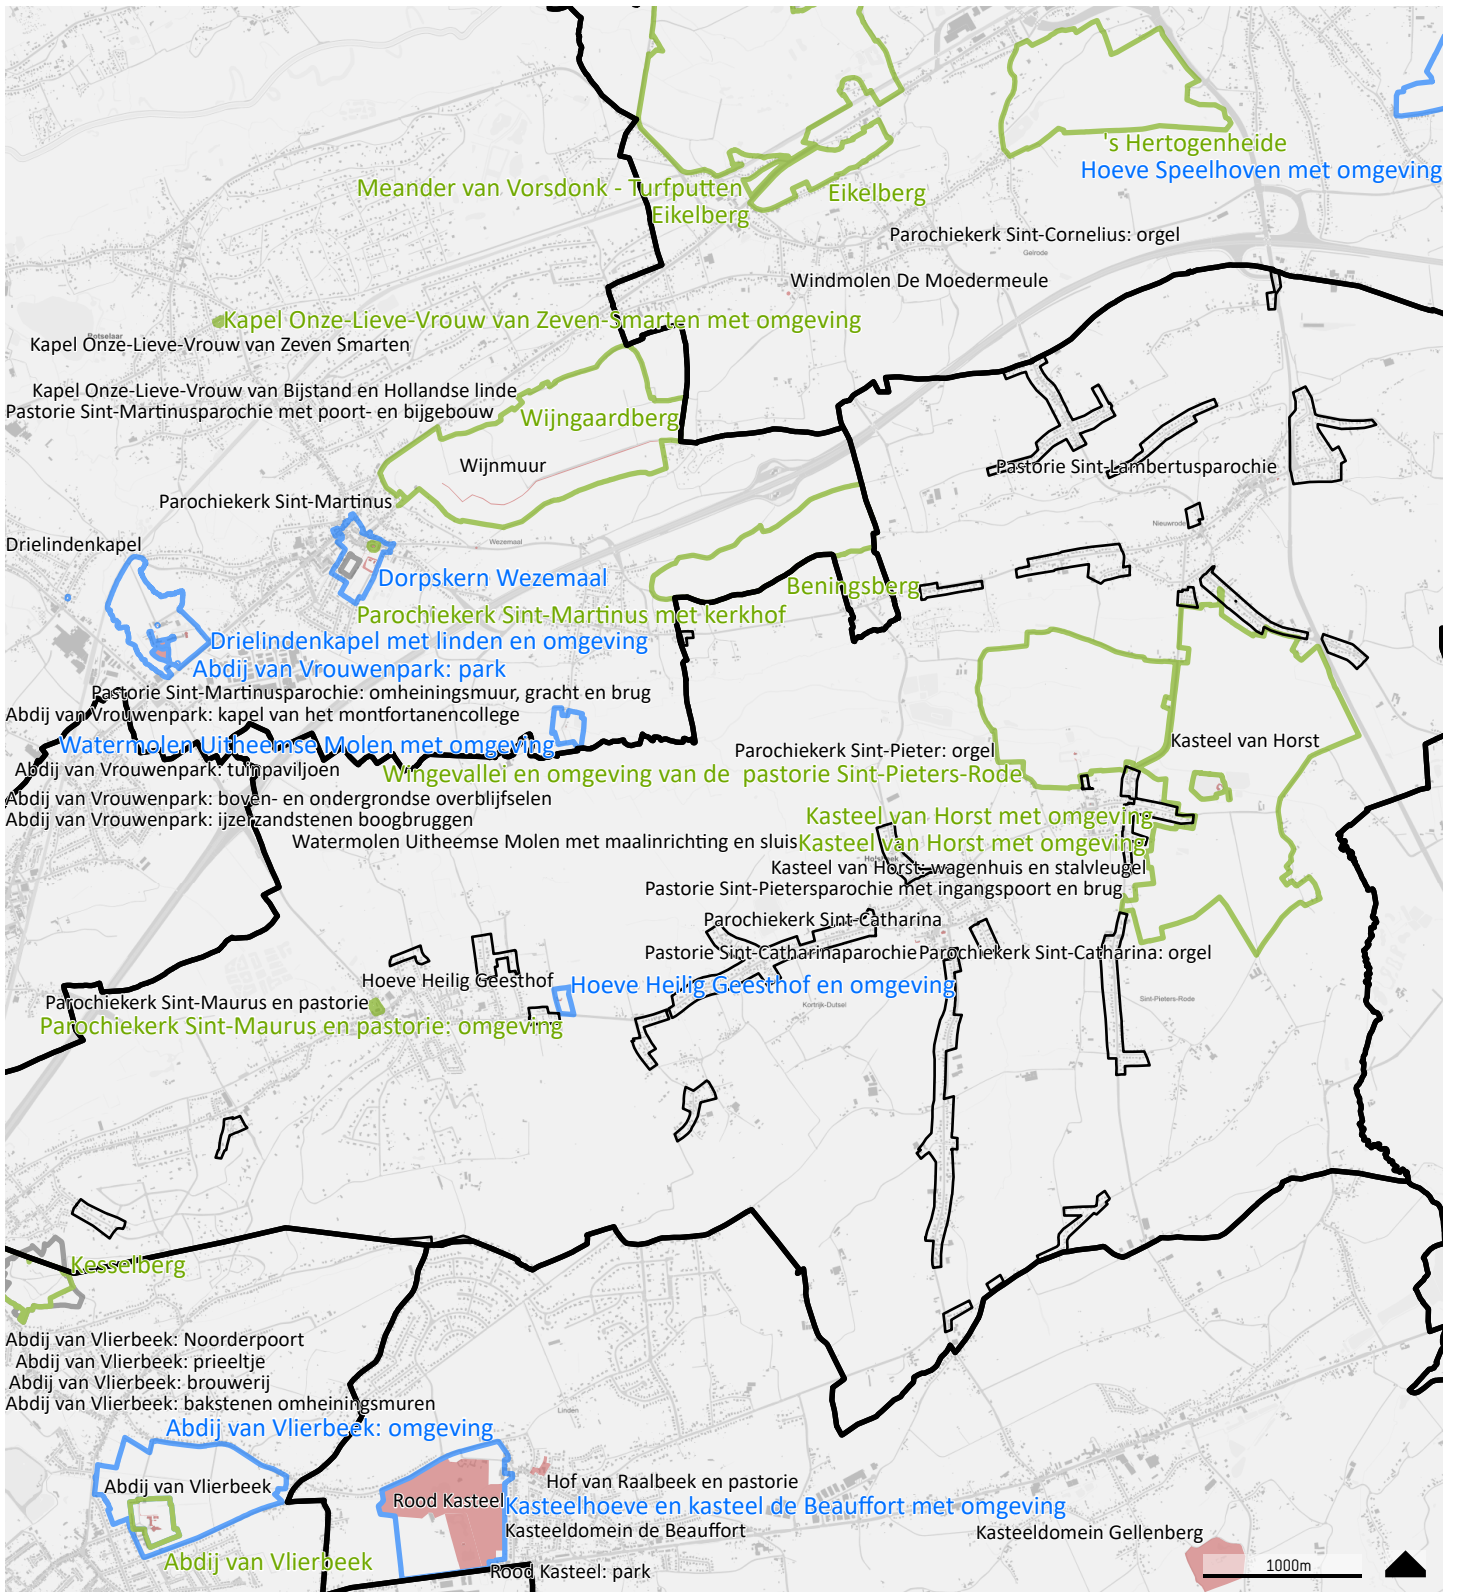 's Hertogenheide
Hoeve Speelhoven met omgeving
Meander van Vorsdonk - Turfputten
Eikelberg
Eikelberg
Parochiekerk Sint-Cornelius: orgel
Gelrode
Windmolen De Moedermeule
Kapel Onze-Lieve-Vrouw van Zeven-Smarten met omgeving
Rotselaar
Kapel Onze-Lieve-Vrouw van Zeven Smarten
Kapel Onze-Lieve-Vrouw van Bijstand en Hollandse linde
Pastorie Sint-Martinusparochie met poort- en bijgebouw
Wijngaardberg
Wijnmuur
Pastorie Sint-Lambertusparochie
Parochiekerk Sint-Martinus
Nieuwrode
Drielindenkapel
Wezemaal
Dorpskern Wezemaal
Beningsberg
Parochiekerk Sint-Martinus met kerkhof
Drielindenkapel met linden en omgeving
Abdij van Vrouwenpark: park
Pastorie Sint-Martinusparochie: omheiningsmuur, gracht en brug
Abdij van Vrouwenpark: kapel van het montfortanencollege
Watermolen Uitheemse Molen met omgeving
Parochiekerk Sint-Pieter: orgel
Kasteel van Horst
Abdij van Vrouwenpark: tuinpaviljoen
Wingevallei en omgeving van de  pastorie Sint-Pieters-Rode
Abdij van Vrouwenpark: boven- en ondergrondse overblijfselen
Abdij van Vrouwenpark: ijzerzandstenen boogbruggen
Kasteel van Horst met omgeving
Watermolen Uitheemse Molen met maalinrichting en sluis
Kasteel van Horst met omgeving
Holsbeek
Kasteel van Horst: wagenhuis en stalvleugel
Pastorie Sint-Pietersparochie met ingangspoort en brug
Parochiekerk Sint-Catharina
Pastorie Sint-Catharinaparochie
Parochiekerk Sint-Catharina: orgel
Hoeve Heilig Geesthof
Hoeve Heilig Geesthof en omgeving
Parochiekerk Sint-Maurus en pastorie
Kortrijk-Dutsel
Sint-Pieters-Rode
Parochiekerk Sint-Maurus en pastorie: omgeving
Kesselberg
Abdij van Vlierbeek: Noorderpoort
Abdij van Vlierbeek: prieeltje
Abdij van Vlierbeek: brouwerij
Abdij van Vlierbeek: bakstenen omheiningsmuren
Linden
Abdij van Vlierbeek: omgeving
Abdij van Vlierbeek
Hof van Raalbeek en pastorie
Rood Kasteel
Kasteelhoeve en kasteel de Beauffort met omgeving
Kasteeldomein de Beauffort
Kasteeldomein Gellenberg
Abdij van Vlierbeek
Rood Kasteel: park
1000m